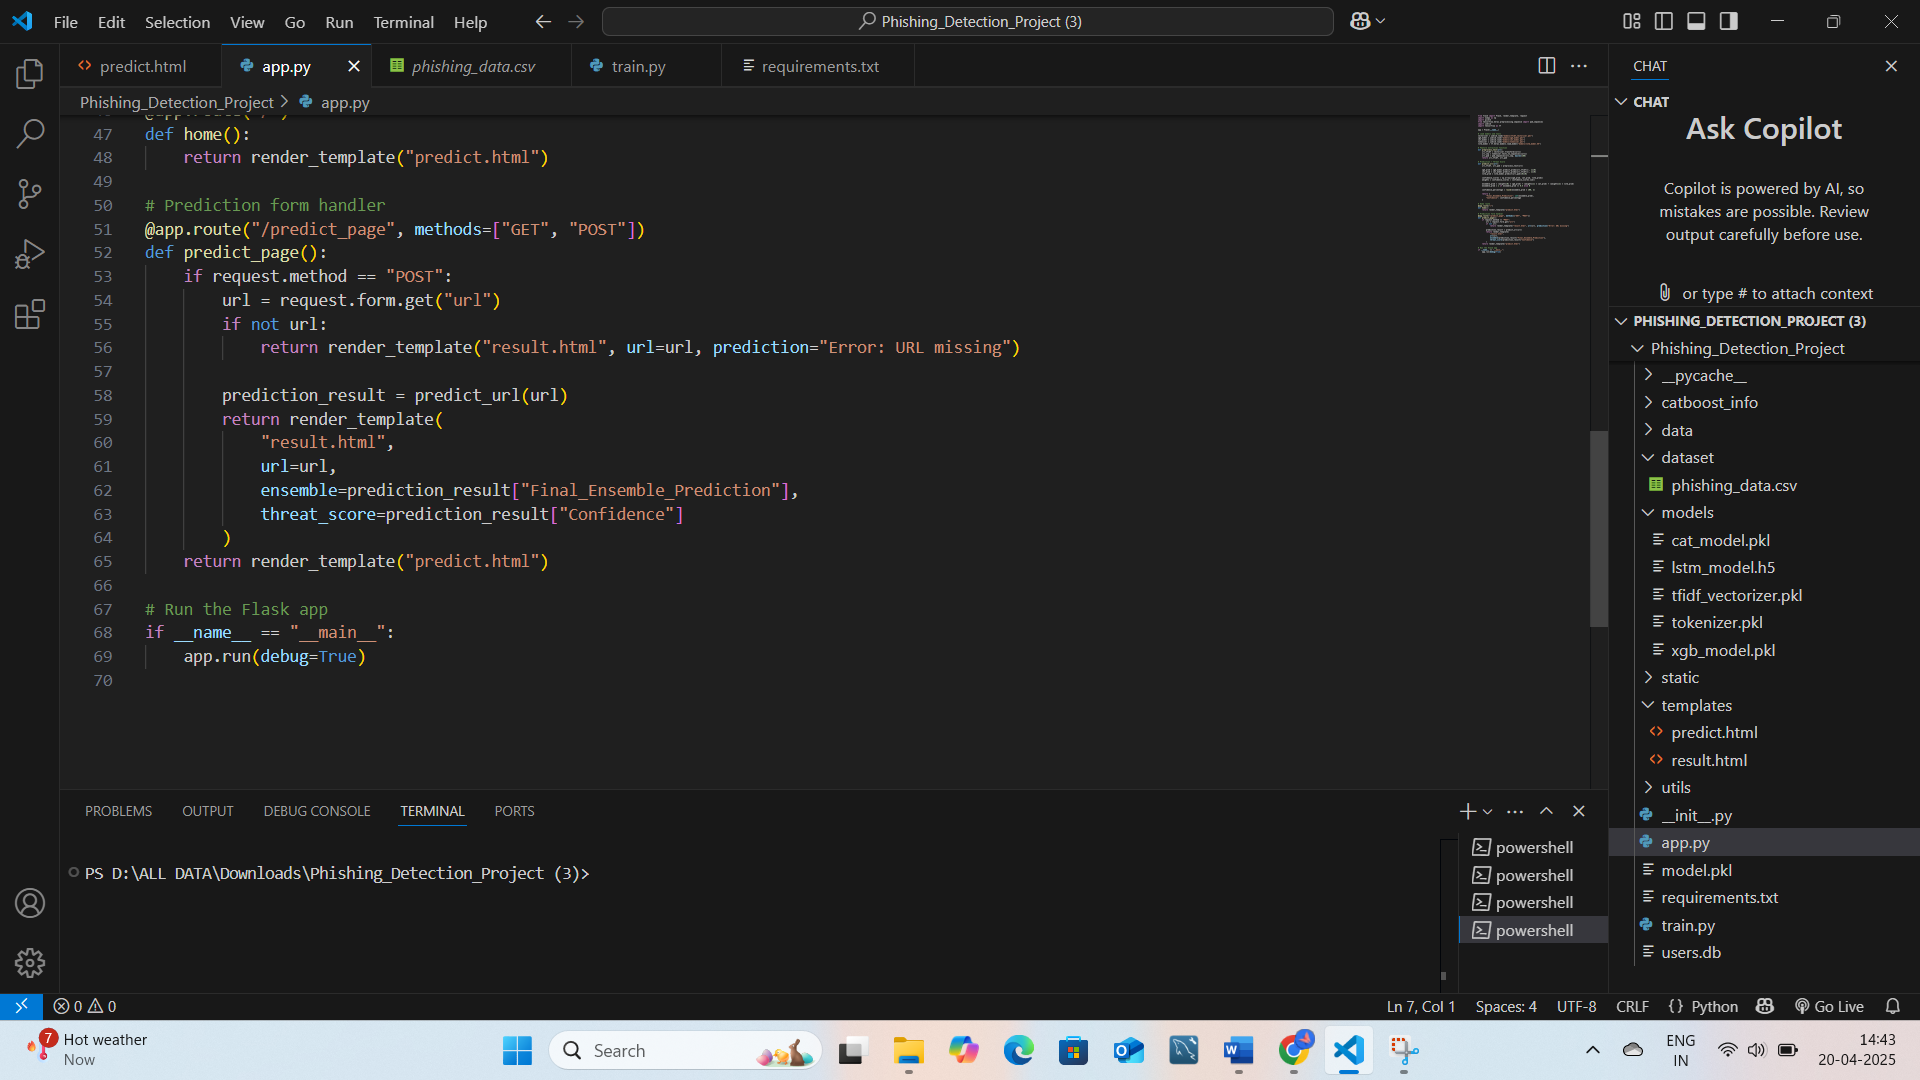 File Edit Selection View Go Run Terminal Help
Phishing_Detection_Project (3)
predict.html
app.py
phishing_data.csv
train.py
requirements.txt
Phishing_Detection_Project > app.py
47 def home():
48 return render_template("predict.html")
49
50 # Prediction form handler
51 @app.route("/predict_page", methods=["GET", "POST"])
52 def predict_page():
53 if request.method == "POST":
54 url = request.form.get("url")
55 if not url:
56 return render_template("result.html", url=url, prediction="Error: URL missing")
57
58 prediction_result = predict_url(url)
59 return render_template(
60 "result.html",
61 url=url,
62 ensemble=prediction_result["Final_Ensemble_Prediction"],
63 threat_score=prediction_result["Confidence"]
64 )
65 return render_template("predict.html")
66
67 # Run the Flask app
68 if __name__ == "__main__":
69 app.run(debug=True)
70
PROBLEMS OUTPUT DEBUG CONSOLE TERMINAL PORTS
PS D:\ALL DATA\Downloads\Phishing_Detection_Project (3)>
powershell
powershell
powershell
powershell
CHAT
CHAT
Ask Copilot
Copilot is powered by AI, so
mistakes are possible. Review
output carefully before use.
or type # to attach context
PHISHING_DETECTION_PROJECT (3)
Phishing_Detection_Project
__pycache__
catboost_info
data
dataset
phishing_data.csv
models
cat_model.pkl
lstm_model.h5
tfidf_vectorizer.pkl
tokenizer.pkl
xgb_model.pkl
static
templates
predict.html
result.html
utils
__init__.py
app.py
model.pkl
requirements.txt
train.py
users.db
0 0
Ln 7, Col 1 Spaces: 4 UTF-8 CRLF {} Python Go Live
7
Hot weather
Now
Search
ENG
IN
14:43
20-04-2025